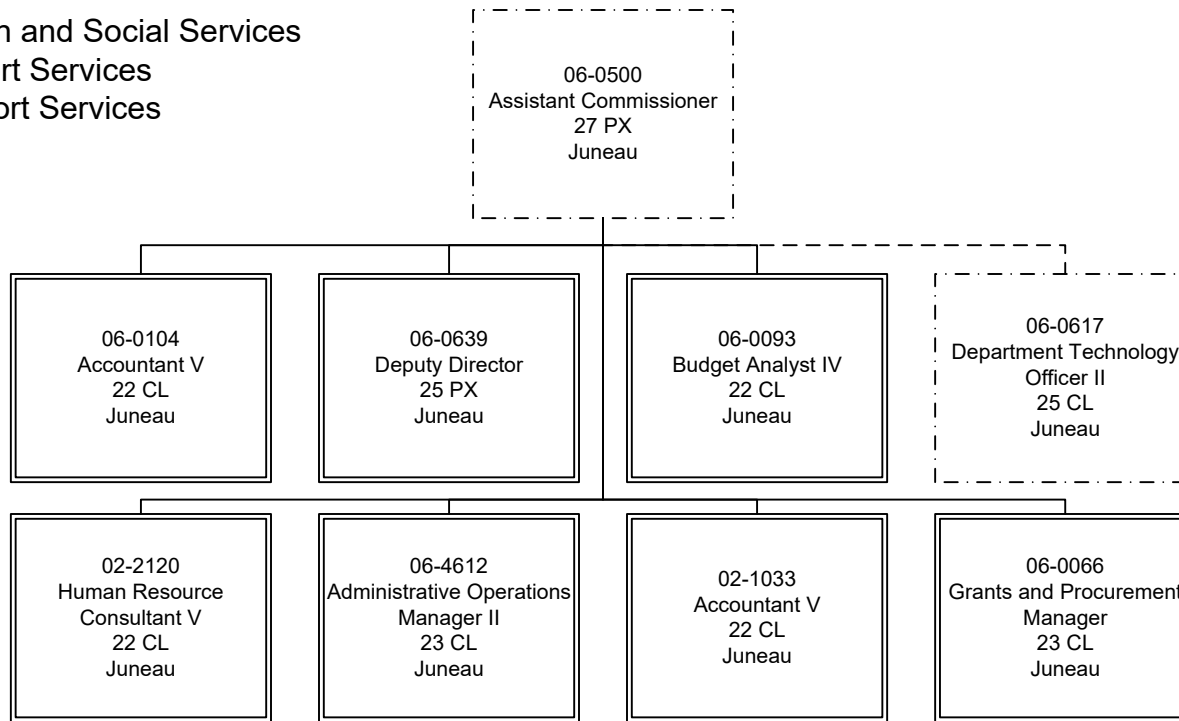 and Social Services
Services
Services
06-0500
Assistant Commissioner
27 PX
Juneau
06-0104
Accountant V
22 CL
Juneau
06-0639
Deputy Director
25 PX
Juneau
06-0093
Budget Analyst IV
22 CL
Juneau
06-0617
Department Technology
Officer II
25 CL
Juneau
02-2120
Human Resource
Consultant V
22 CL
Juneau
06-4612
Administrative Operations
Manager II
23 CL
Juneau
02-1033
Accountant V
22 CL
Juneau
06-0066
Grants and Procurement
Manager
23 CL
Juneau